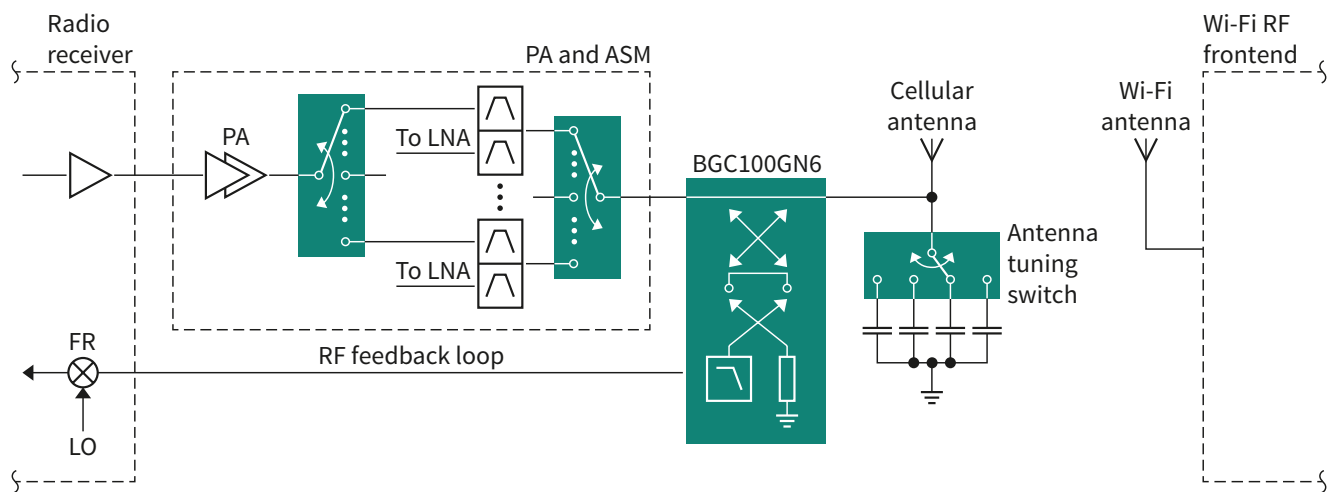 Radio
receiver
PA and ASM
Wi-Fi RF
frontend
Cellular
antenna
Wi-Fi
antenna
PA
To LNA
BGC100GN6
Antenna
tuning
switch
To LNA
FR
RF feedback loop
LO